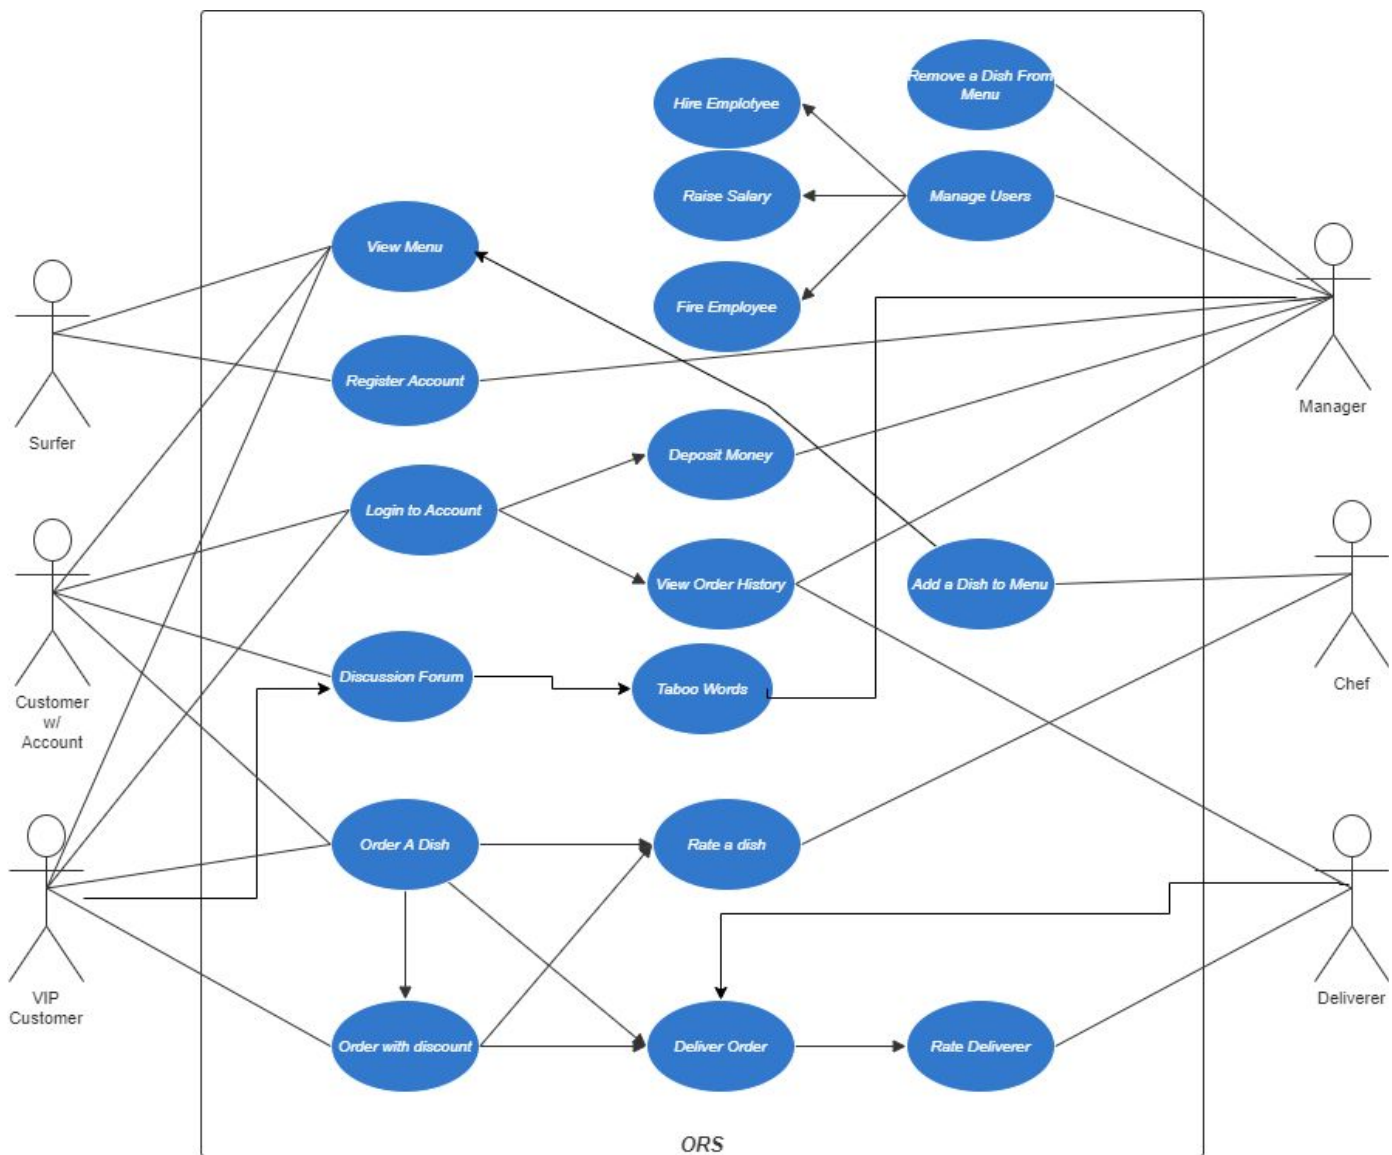 Remove a Dish From
Menu
Hire Emplotyee
Raise Salary
Manage Users
View Menu
Fire Employee
Register Account
Manager
Surfer
Deposit Money
Login to Account
View Order History
Add a Dish to Menu
Discussion Forum
Taboo Words
Customer
w/
Account
Chef
Order A Dish
Rate a dish
VIP
Customer
Deliverer
Order with discount
Deliver Order
Rate Deliverer
ORS